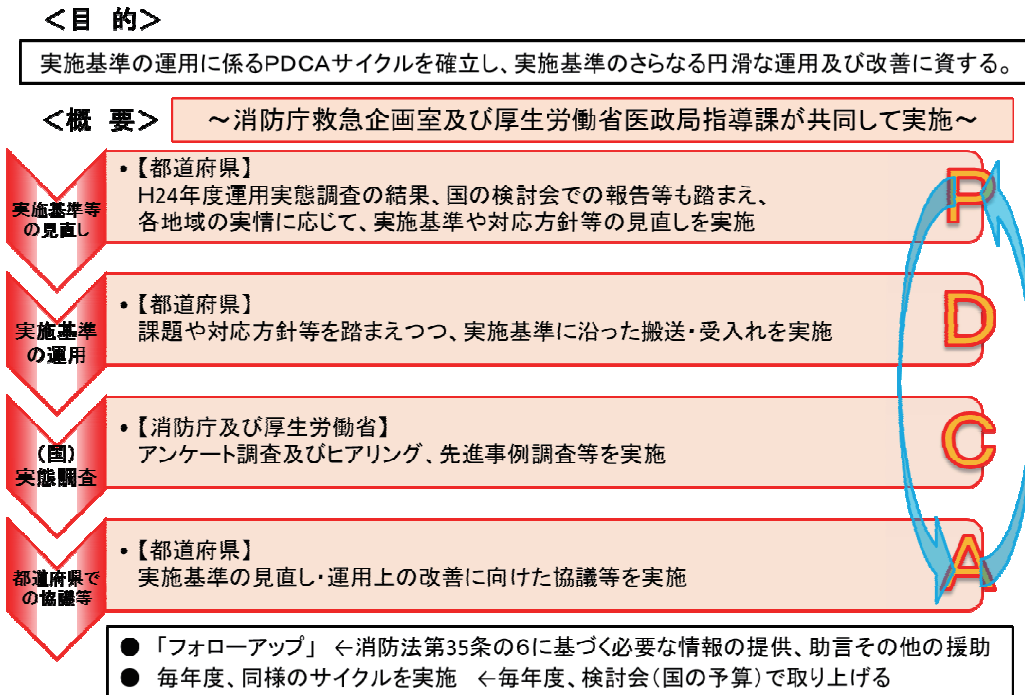 <目 的>
実施基準の運用に係るPDCAサイクルを確立し、実施基準のさらなる円滑な運用及び改善に資する。
<概 要>
～消防庁救急企画室及び厚生労働省医政局指導課が共同して実施～
実施基準等
の見直し
•【都道府県】
H24年度運用実態調査の結果、国の検討会での報告等も踏まえ、
各地域の実情に応じて、実施基準や対応方針等の見直しを実施
P
実施基準
の運用
•【都道府県】
課題や対応方針等を踏まえつつ、実施基準に沿った搬送・受入れを実施
D
(国)
実態調査
•【消防庁及び厚生労働省】
アンケート調査及びヒアリング、先進事例調査等を実施
C
都道府県で
の協議等
•【都道府県】
実施基準の見直し・運用上の改善に向けた協議等を実施
A
● 「フォローアップ」 ←消防法第35条の6に基づく必要な情報の提供、助言その他の援助
● 毎年度、同様のサイクルを実施 ←毎年度、検討会(国の予算)で取り上げる